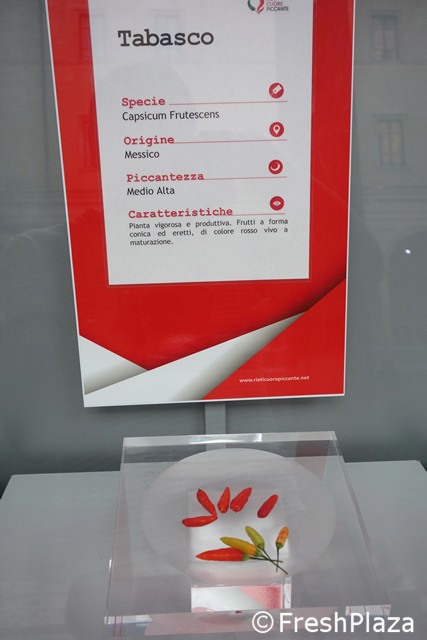 CUORE
PICCANTE
Tabasco
Specie
Capsicum Frutescens
Origine
Messico
Piccantezza
Medio Alta
Caratteristiche
Pianta vigorosa e produttiva. Frutti a forma
conica ed eretti, di colore rosso vivo a
maturazione.
www.rieticuorepiccante.net
©FreshPlaza